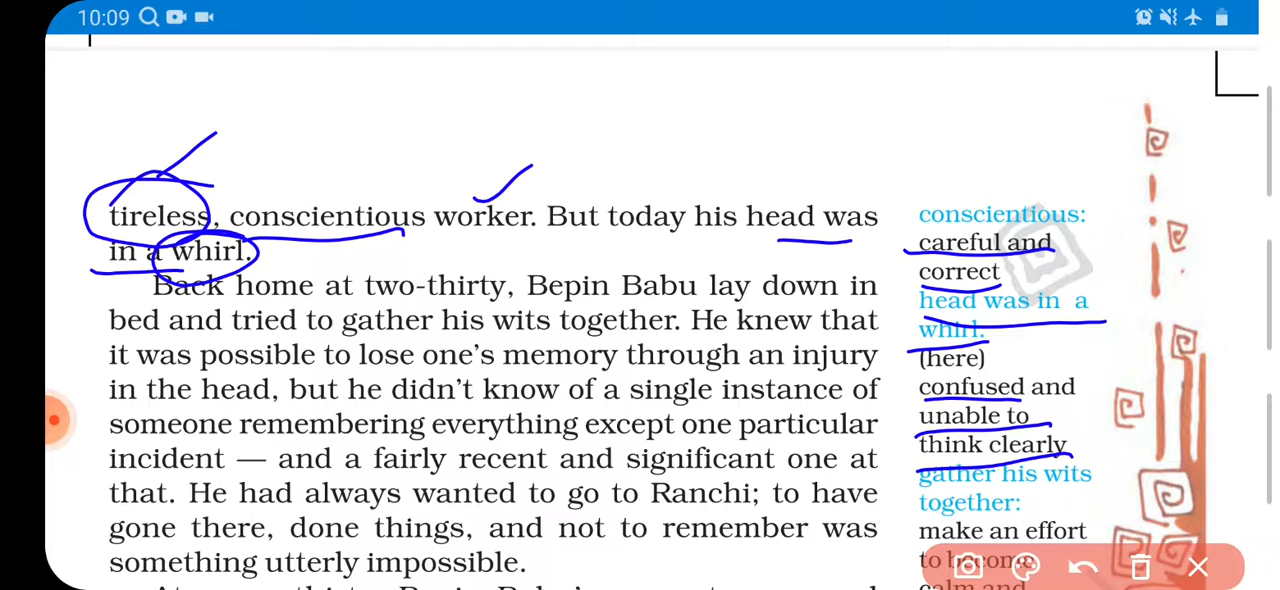 10:09
tireless, conscientious worker. But today his head was
in a whirl.
Back home at two-thirty, Bepin Babu lay down in
bed and tried to gather his wits together. He knew that
it was possible to lose one's memory through an injury
in the head, but he didn't know of a single instance of
someone remembering everything except one particular
incident — and a fairly recent and significant one at
that. He had always wanted to go to Ranchi; to have
gone there, done things, and not to remember was
something utterly impossible.
conscientious:
careful and
correct
head was in a
whirl:
(here)
confused and
unable to
think clearly
gather his wits
together:
make an effort
to become
calm and